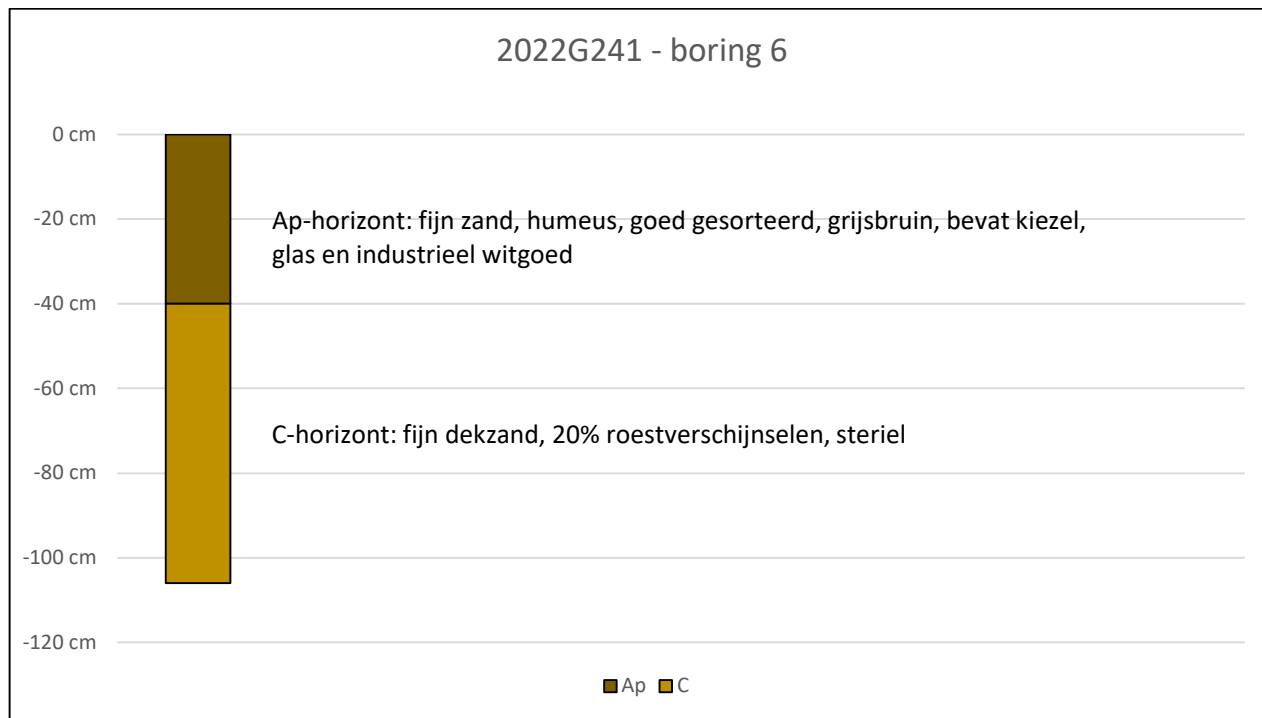 2022G241 - boring 6
0 cm
-20 cm
Ap-horizont: fijn zand, humeus, goed gesorteerd, grijsbruin, bevat kiezel,
glas en industrieel witgoed
-40 cm
-60 cm
C-horizont: fijn dekzand, 20% roestverschijnselen, steriel
-80 cm
-100 cm
-120 cm
Ap C